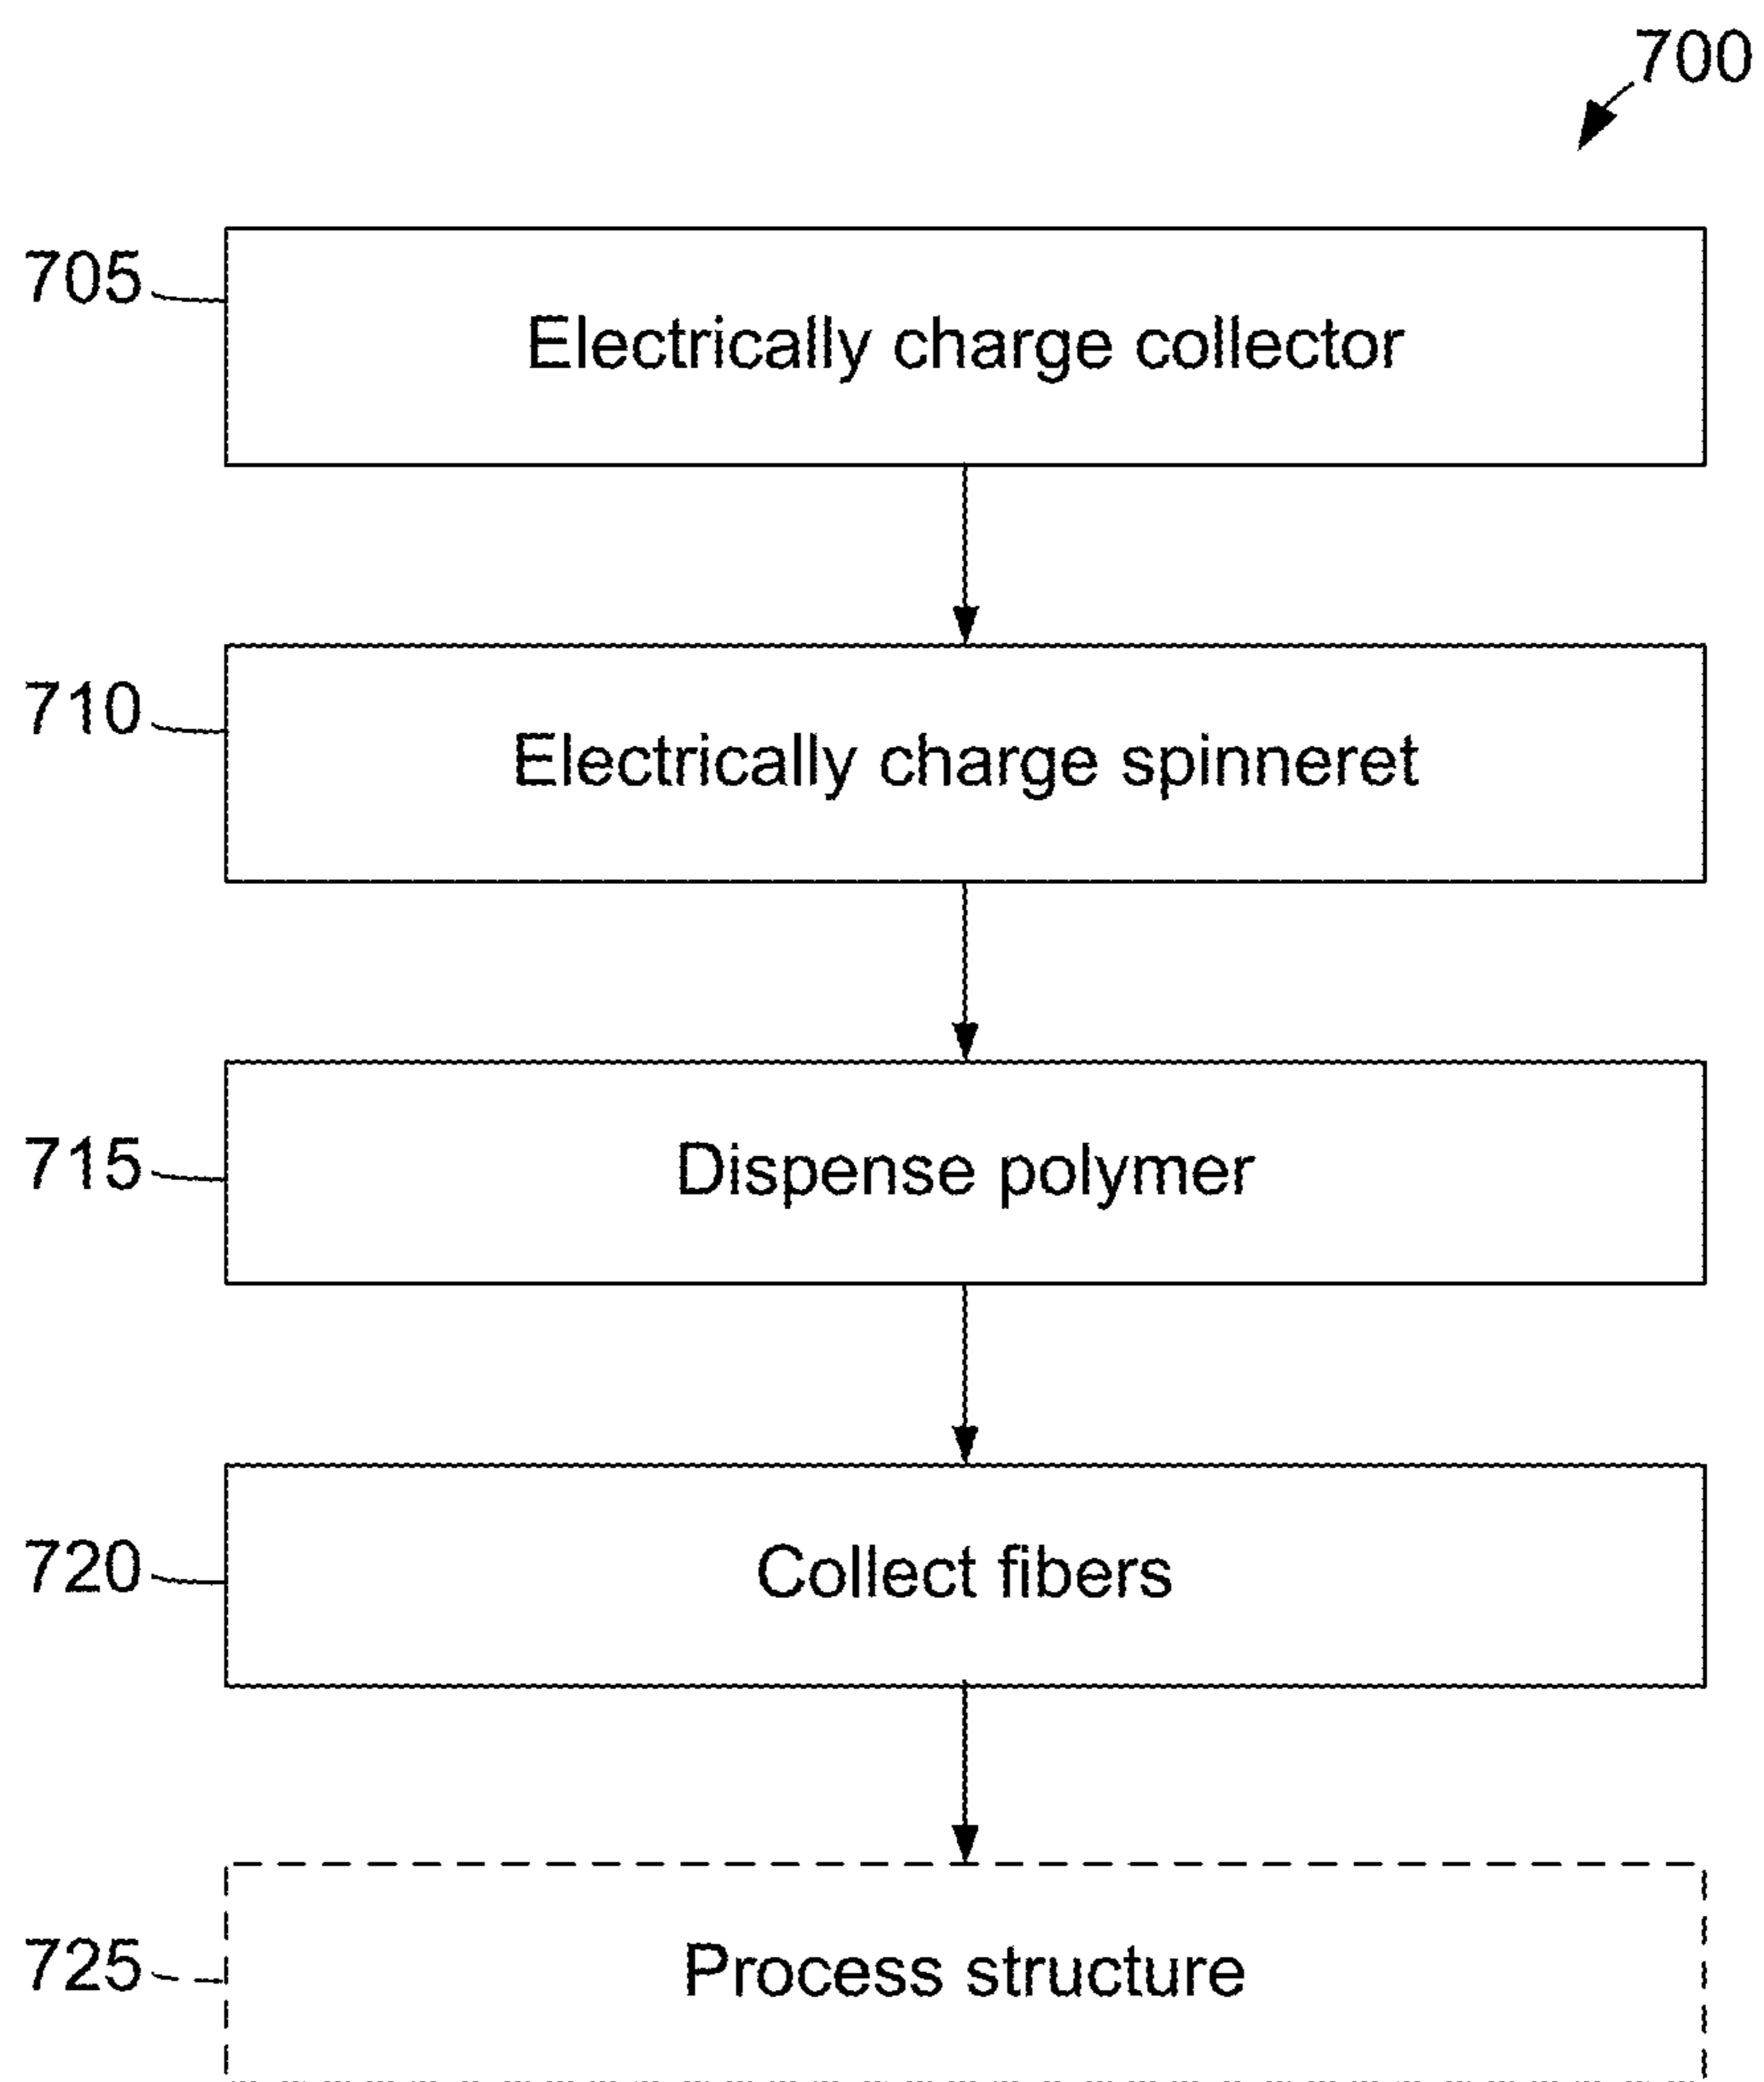 700
705
Electrically charge collector
710
Electrically charge spinneret
715
Dispense polymer
720
Collect fibers
725
Process structure